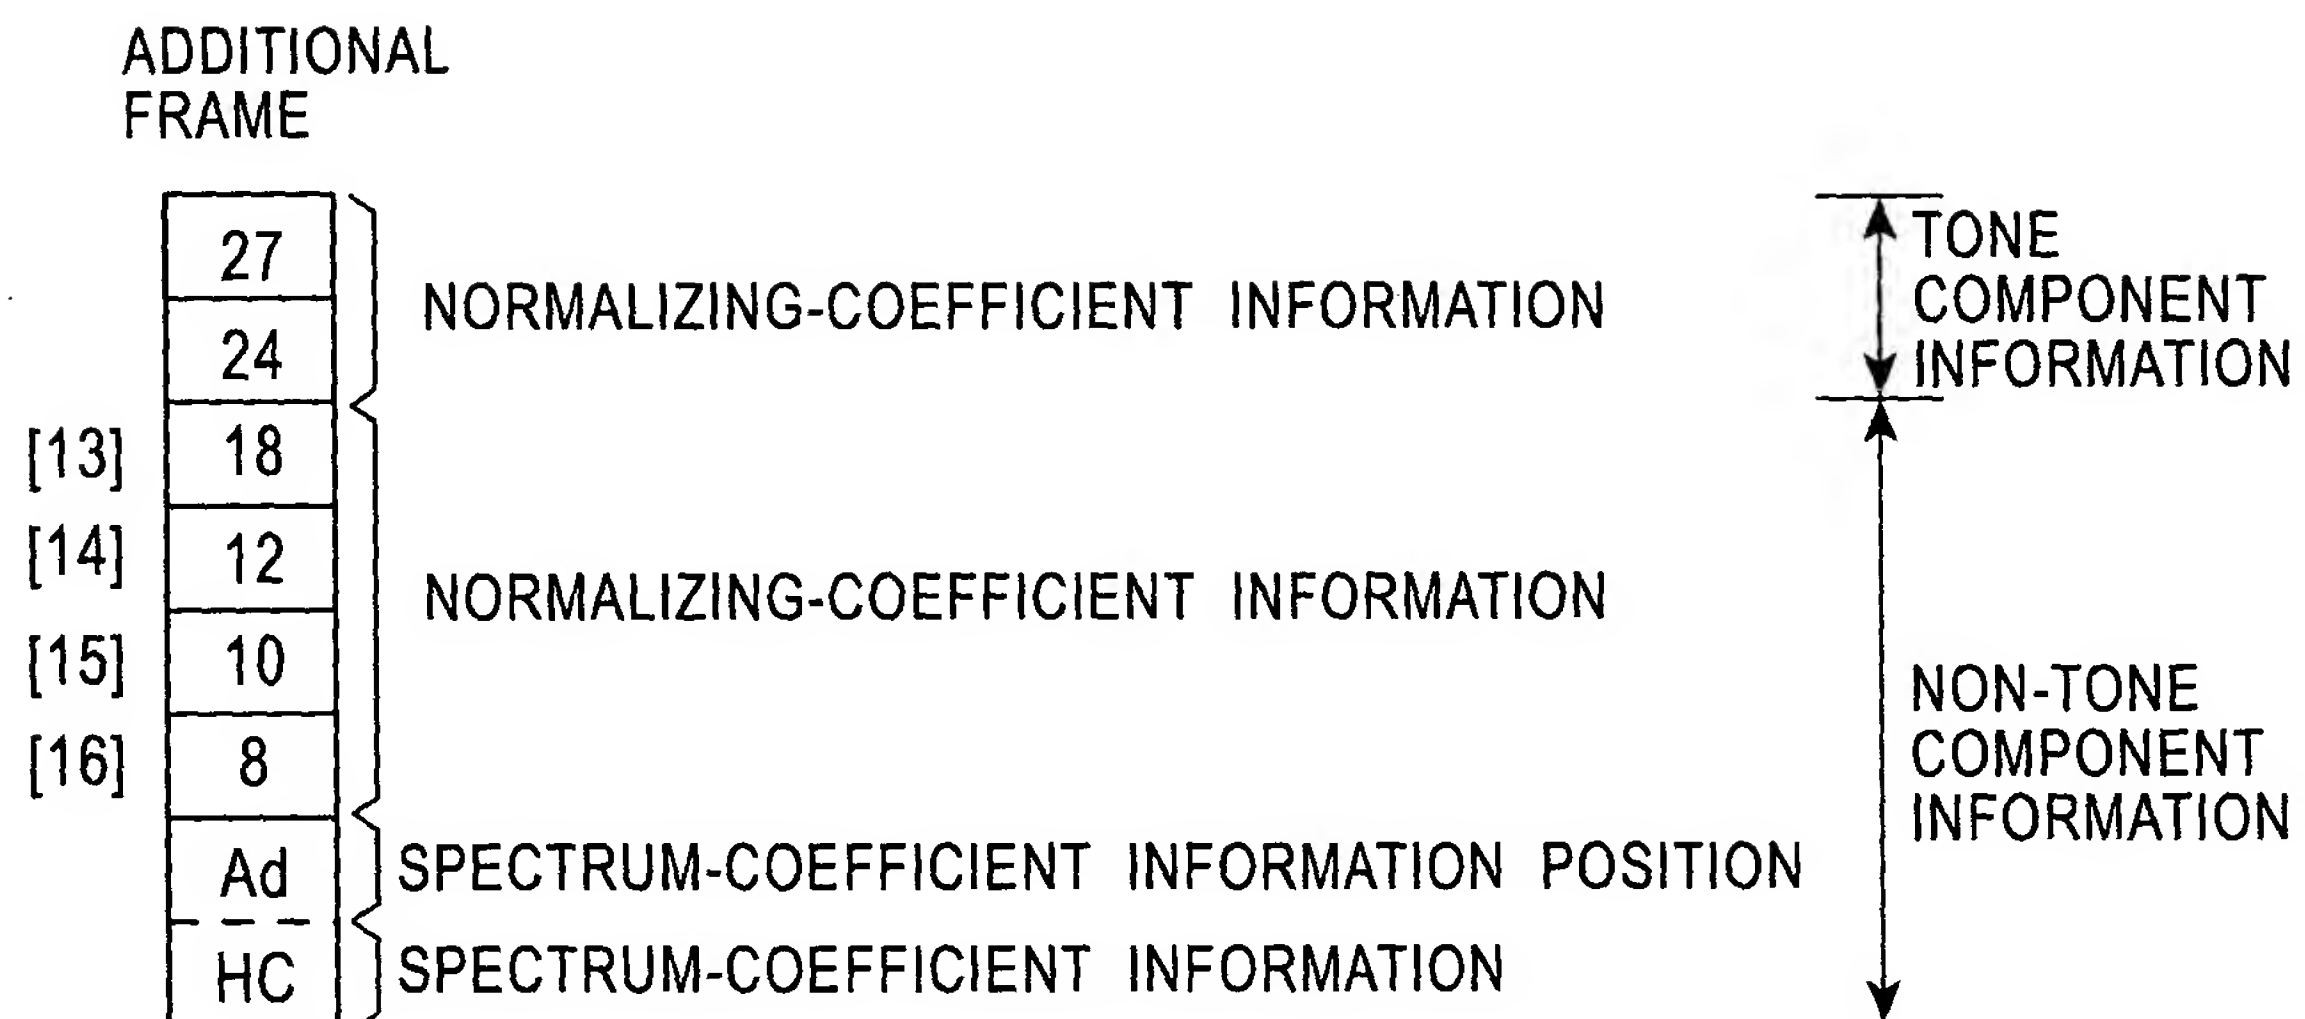 ADDITIONAL
FRAME
27
24
NORMALIZING-COEFFICIENT INFORMATION
TONE
COMPONENT
INFORMATION
[13] 18
[14] 12
[15] 10
[16] 8
NORMALIZING-COEFFICIENT INFORMATION
NON-TONE
COMPONENT
INFORMATION
Ad SPECTRUM-COEFFICIENT INFORMATION POSITION
HC SPECTRUM-COEFFICIENT INFORMATION